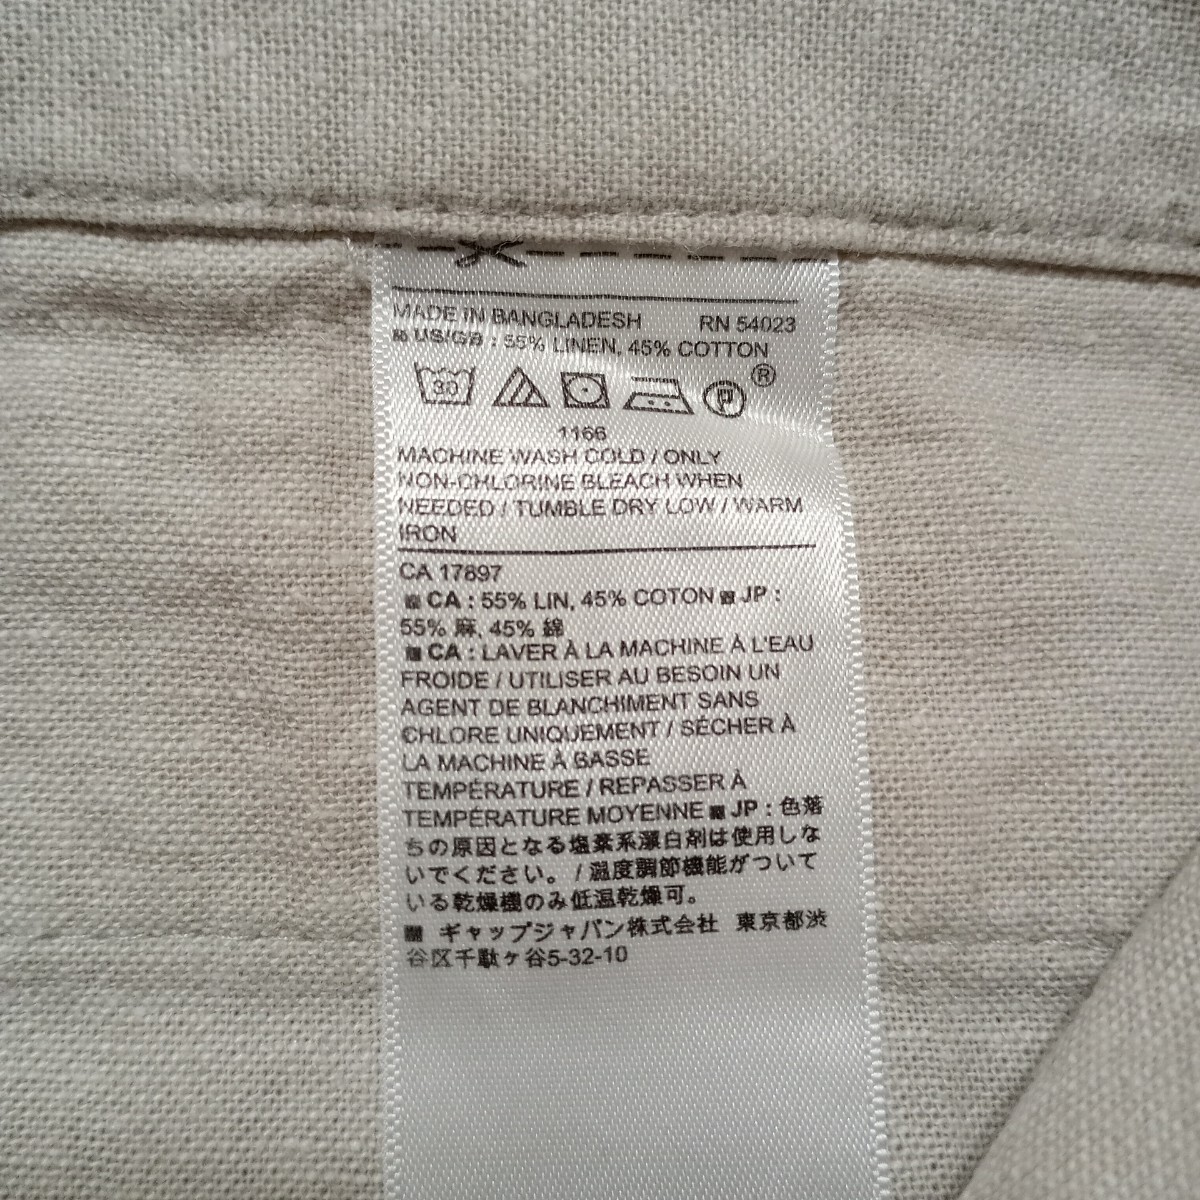 MADE IN BANGLADESH RN 54023
US/GB : 55% LINEN, 45% COTTON
30 P ®
1166
MACHINE WASH COLD / ONLY
NON-CHLORINE BLEACH WHEN
NEEDED / TUMBLE DRY LOW / WARM
IRON
CA 17897
CA : 55% LIN, 45% COTON JP :
55% 麻, 45% 綿
CA : LAVER À LA MACHINE À L'EAU
FROIDE / UTILISER AU BESOIN UN
AGENT DE BLANCHIMENT SANS
CHLORE UNIQUEMENT / SÉCHER À
LA MACHINE À BASSE
TEMPÉRATURE / REPASSER À
TEMPÉRATURE MOYENNE JP : 色落
ちの原因となる塩素系漂白剤は使用しな
いでください。 / 温度調節機能がついて
いる乾燥機のみ低温乾燥可。
ギャップジャパン株式会社 東京都渋
谷区千駄ヶ谷5-32-10